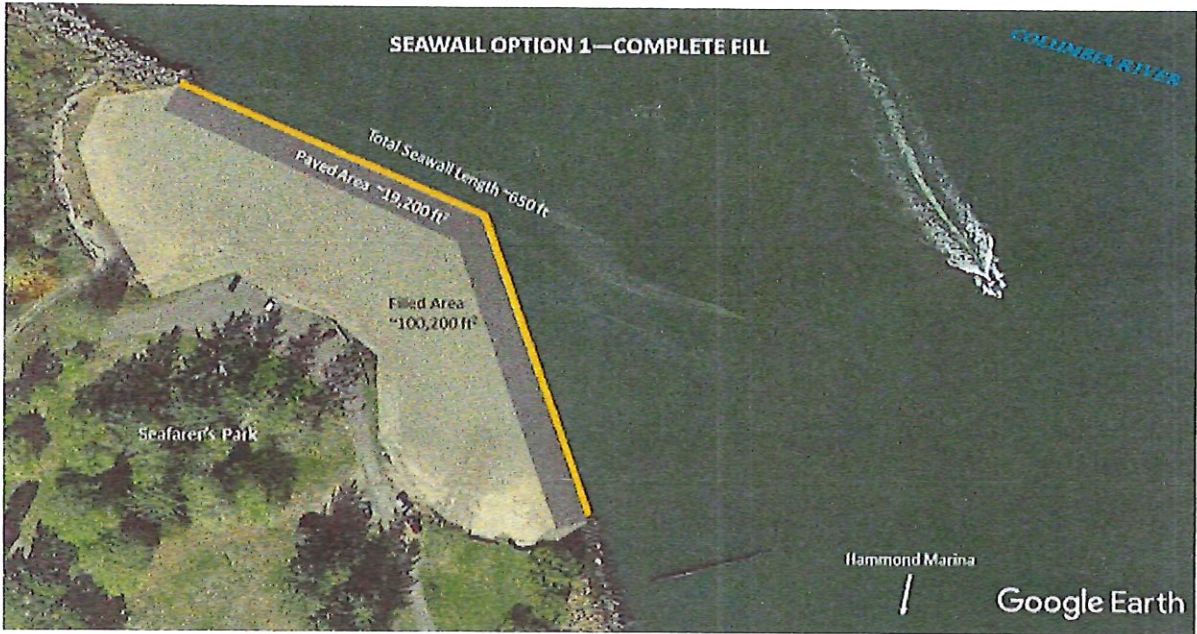 SEAWALL OPTION 1—COMPLETE FILL
COLUMBIA RIVER
Total Seawall Length ~650 ft
Paved Area ~19,200 ft²
Filled Area
~100,200 ft²
Seafarer's Park
Hammond Marina
Google Earth